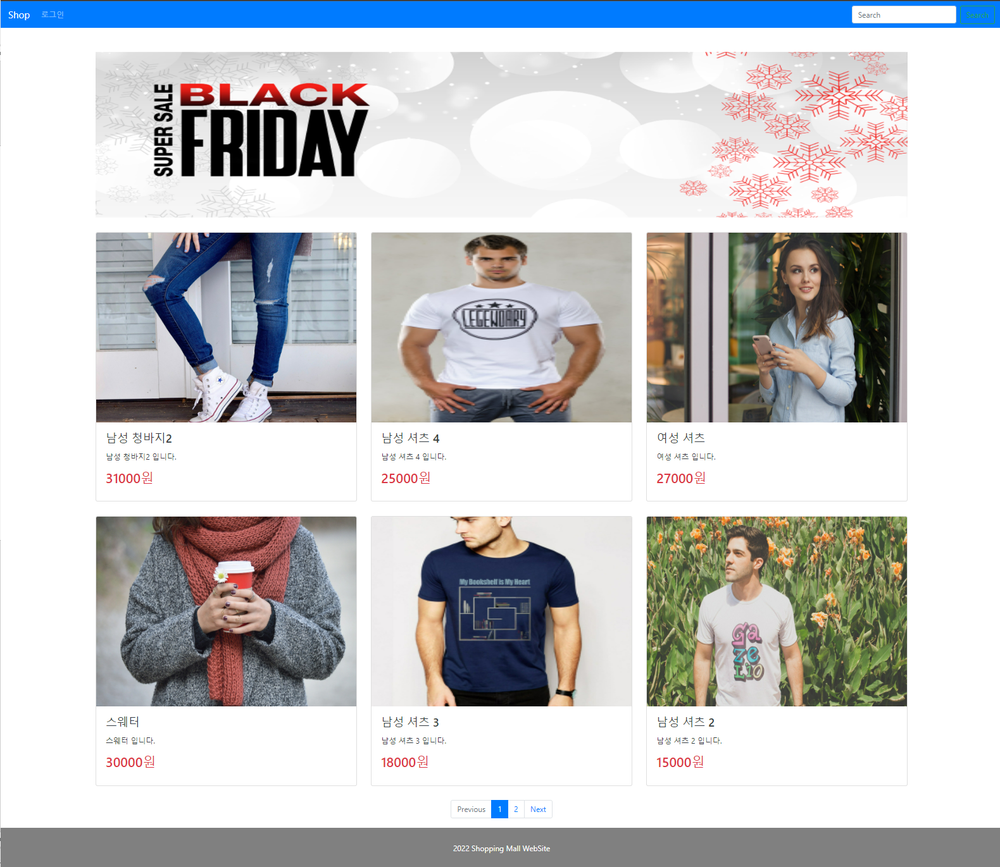 Shop 로그인 Search Search
SUPER SALE
BLACK
FRIDAY
LEGENDARY
남성 청바지2
남성 청바지2 입니다.
31000원
남성 셔츠 4
남성 셔츠 4 입니다.
25000원
여성 셔츠
여성 셔츠 입니다.
27000원
My Bookshelf is My Heart
ga
ze
Lio
스웨터
스웨터 입니다.
30000원
남성 셔츠 3
남성 셔츠 3 입니다.
18000원
남성 셔츠 2
남성 셔츠 2 입니다.
15000원
Previous 1 2 Next
2022 Shopping Mall WebSite